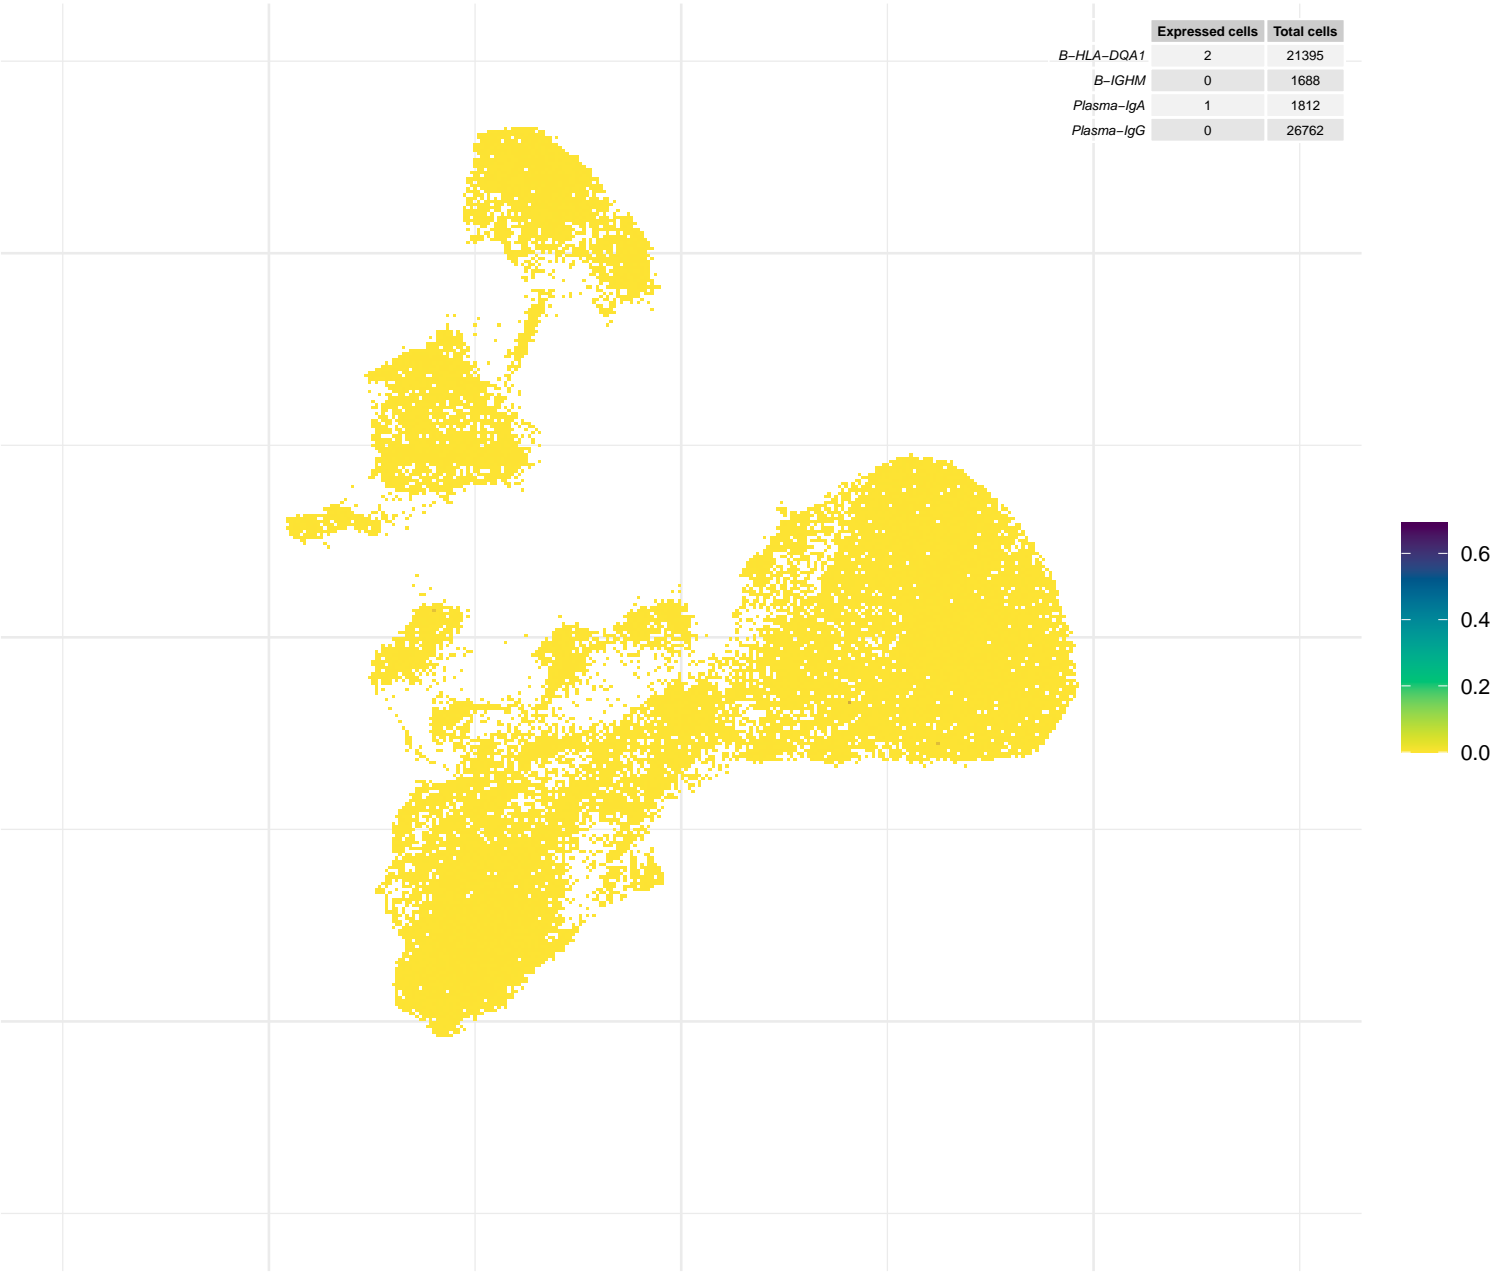 Expressed cells Total cells
B−HLA−DQA1 2 21395
B−IGHM 0 1688
Plasma−IgA 1 1812
Plasma−IgG 0 26762
0.6
0.4
0.2
0.0